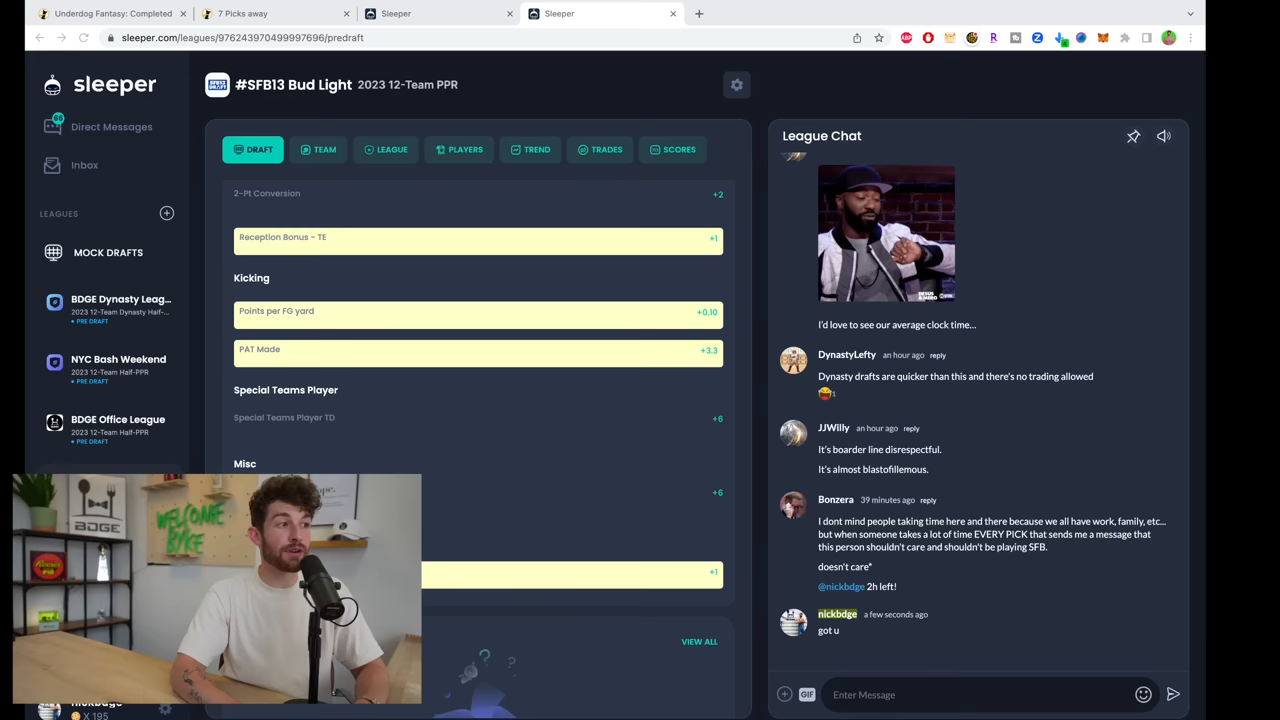 Underdog Fantasy: Completed
7 Picks away
Sleeper
Sleeper
sleeper.com/leagues/976243970499997696/predraft
sleeper
66
Direct Messages
Inbox
LEAGUES
MOCK DRAFTS
BDGE Dynasty Leag...
2023 12-Team Dynasty Half-...
PRE DRAFT
NYC Bash Weekend
2023 12-Team Half-PPR
PRE DRAFT
BDGE Office League
2023 12-Team Half-PPR
PRE DRAFT
#SFB13 Bud Light 2023 12-Team PPR
DRAFT
TEAM
LEAGUE
PLAYERS
TREND
TRADES
SCORES
2-Pt Conversion +2
Reception Bonus - TE +1
Kicking
Points per FG yard +0.10
PAT Made +3.3
Special Teams Player
Special Teams Player TD +6
Misc
+6
+1
VIEW ALL
WELCOME
BYKE
BDGE
nickbdge
X 195
League Chat
DESUS
& MERO
I'd love to see our average clock time...
DynastyLefty an hour ago reply
Dynasty drafts are quicker than this and there's no trading allowed
1
JJWilly an hour ago reply
It's boarder line disrespectful.
It's almost blastofillemous.
Bonzera 39 minutes ago reply
I dont mind people taking time here and there because we all have work, family, etc...
but when someone takes a lot of time EVERY PICK that sends me a message that
this person shouldn't care and shouldn't be playing SFB.
doesn't care*
@nickbdge 2h left!
nickbdge a few seconds ago
got u
GIF
Enter Message